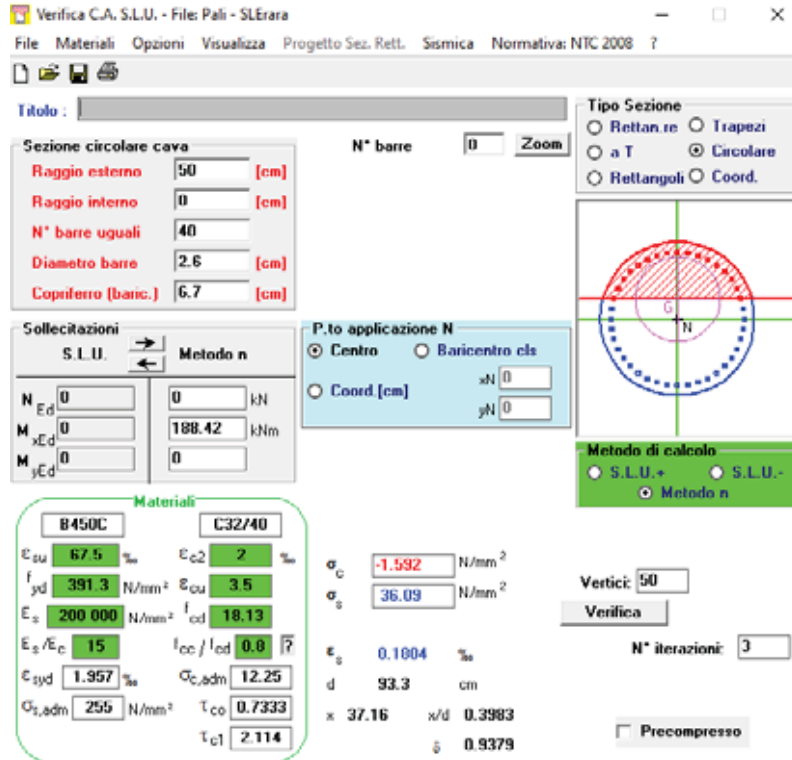 Verifica C.A. S.L.U. - File: Pali - SLErara
File Materiali Opzioni Visualizza Progetto Sez. Rett. Sismica Normativa: NTC 2008 ?
Titolo :
Tipo Sezione
Rettan.re Trapezi
a T Circolare
Rettangoli Coord.
Sezione circolare cava
Raggio esterno 50 [cm]
Raggio interno 0 [cm]
N° barre uguali 40
Diametro barre 2.6 [cm]
Copriferro (baric.) 6.7 [cm]
N° barre 0 Zoom
G
N
Sollecitazioni
S.L.U. Metodo n
N Ed 0 0 kN
M xEd 0 188.42 kNm
M yEd 0 0
P.to applicazione N
Centro Baricentro cls
Coord.[cm] xN 0
yN 0
Metodo di calcolo
S.L.U.+ S.L.U.-
Metodo n
Materiali
B450C C32/40
εsu 67.5 ‰ εc2 2 ‰
fyd 391.3 N/mm² εcu 3.5
Es 200 000 N/mm² fcd 18.13
Es/Ec 15 fcc / fcd 0.8 ?
εsyd 1.957 ‰ σc,adm 12.25
σs,adm 255 N/mm² τco 0.7333
τc1 2.114
σc -1.592 N/mm²
σs 36.09 N/mm²
εs 0.1804 ‰
d 93.3 cm
x 37.16 x/d 0.3983
δ 0.9379
Vertici: 50
Verifica
N° iterazioni: 3
Precompresso